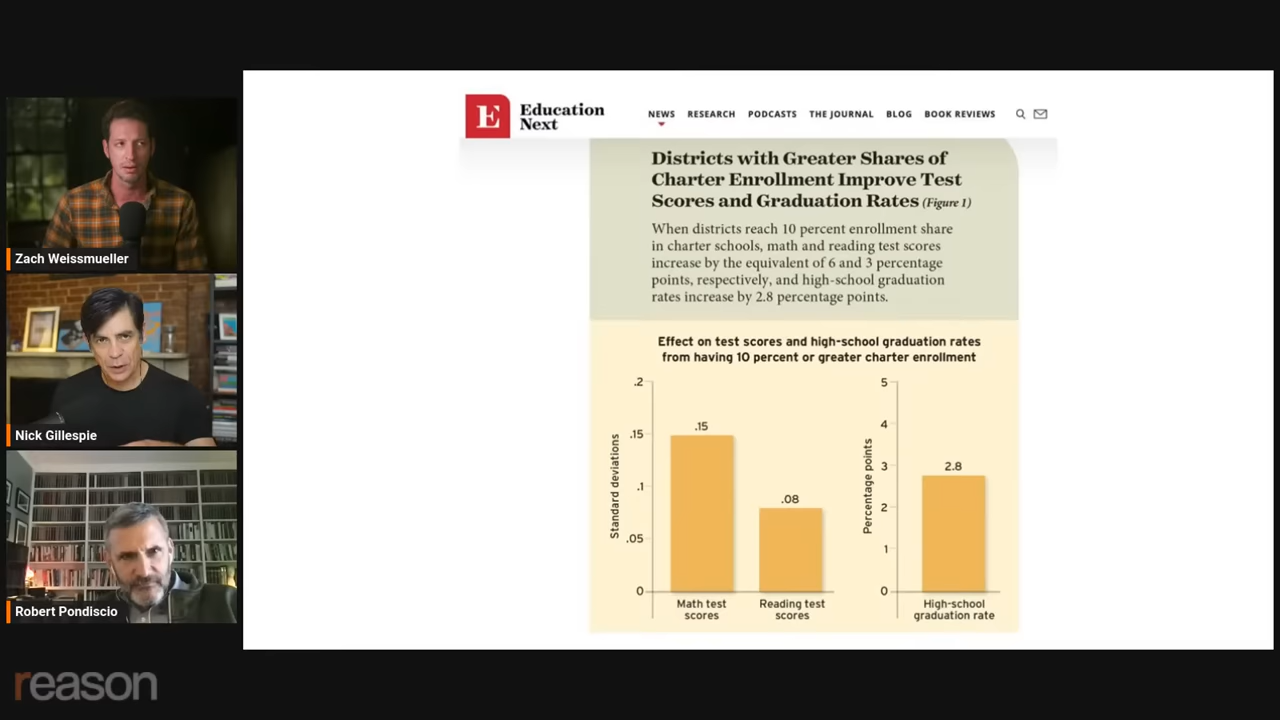 Education
Next
NEWS RESEARCH PODCASTS THE JOURNAL BLOG BOOK REVIEWS
Districts with Greater Shares of
Charter Enrollment Improve Test
Scores and Graduation Rates (Figure 1)
When districts reach 10 percent enrollment share
in charter schools, math and reading test scores
increase by the equivalent of 6 and 3 percentage
points, respectively, and high-school graduation
rates increase by 2.8 percentage points.
Effect on test scores and high-school graduation rates
from having 10 percent or greater charter enrollment
Standard deviations
.2
.15
.1
.05
0
.15
.08
Math test
scores
Reading test
scores
Percentage points
5
4
3
2
1
0
2.8
High-school
graduation rate
Zach Weissmueller
Nick Gillespie
Robert Pondiscio
reason
E